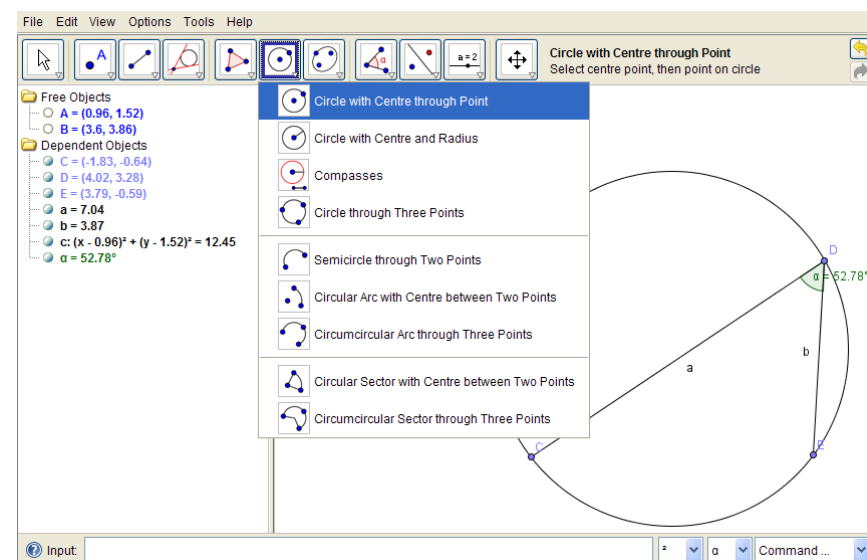 File Edit View Options Tools Help
A
α
a=2
Circle with Centre through Point
Select centre point, then point on circle
Free Objects
A = (0.96, 1.52)
B = (3.6, 3.86)
Dependent Objects
C = (-1.83, -0.64)
D = (4.02, 3.28)
E = (3.79, -0.59)
a = 7.04
b = 3.87
c: (x - 0.96)² + (y - 1.52)² = 12.45
α = 52.78°
Circle with Centre through Point
Circle with Centre and Radius
Compasses
Circle through Three Points
Semicircle through Two Points
Circular Arc with Centre between Two Points
Circumcircular Arc through Three Points
Circular Sector with Centre between Two Points
Circumcircular Sector through Three Points
D
α = 52.78°
b
a
C
E
Input:
²
α
Command ...